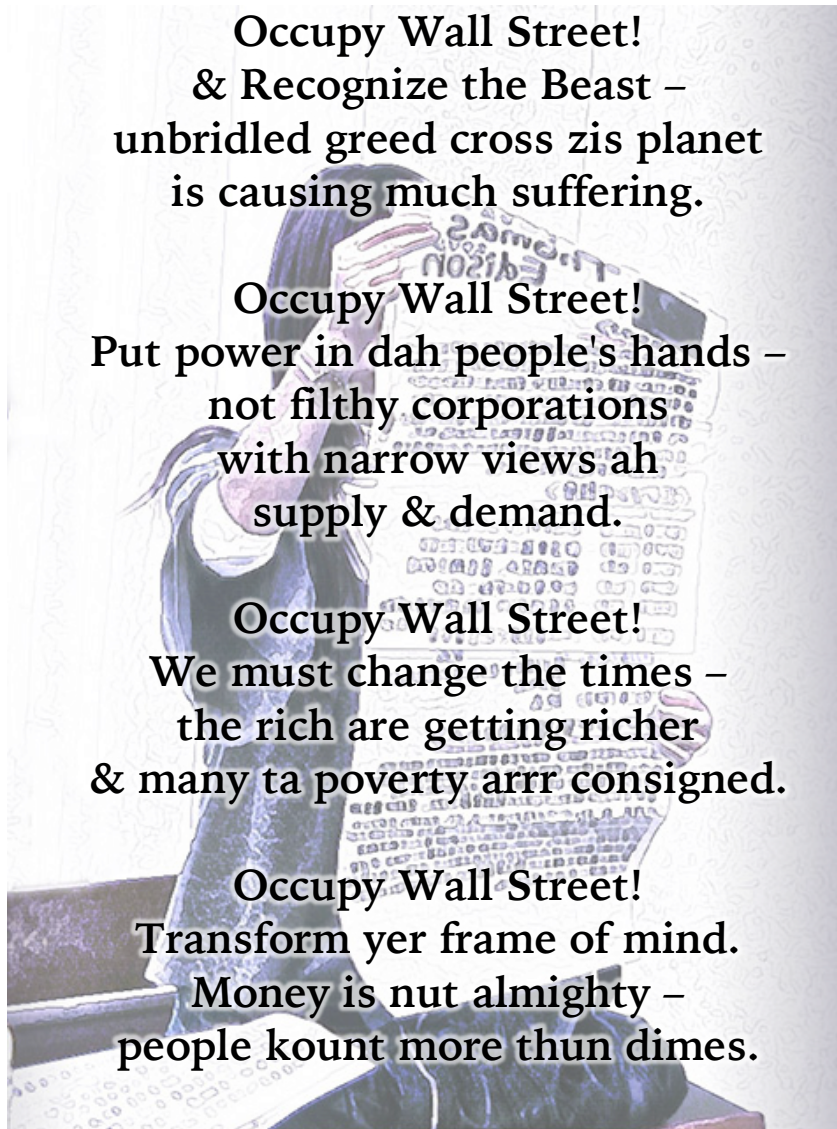 Occupy Wall Street!
& Recognize the Beast –
unbridled greed cross zis planet
is causing much suffering.
Thomas
Edison
Occupy Wall Street!
Put power in dah people's hands –
not filthy corporations
with narrow views ah
supply & demand.
Occupy Wall Street!
We must change the times –
the rich are getting richer
& many ta poverty arrr consigned.
Occupy Wall Street!
Transform yer frame of mind.
Money is nut almighty –
people kount more thun dimes.